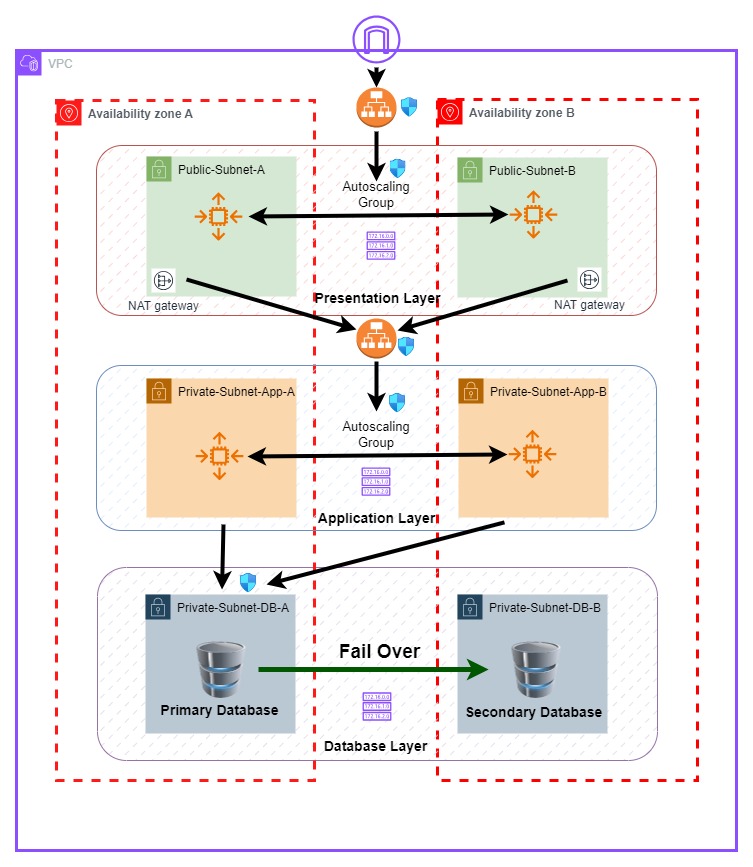 VPC
Availability zone A
Availability zone B
Public-Subnet-A
Public-Subnet-B
Autoscaling
Group
172.16.0.0
172.16.1.0
172.16.2.0
NAT gateway
NAT gateway
Presentation Layer
Private-Subnet-App-A
Private-Subnet-App-B
Autoscaling
Group
172.16.0.0
172.16.1.0
172.16.2.0
Application Layer
Private-Subnet-DB-A
Private-Subnet-DB-B
Fail Over
172.16.0.0
172.16.1.0
172.16.2.0
Primary Database
Secondary Database
Database Layer